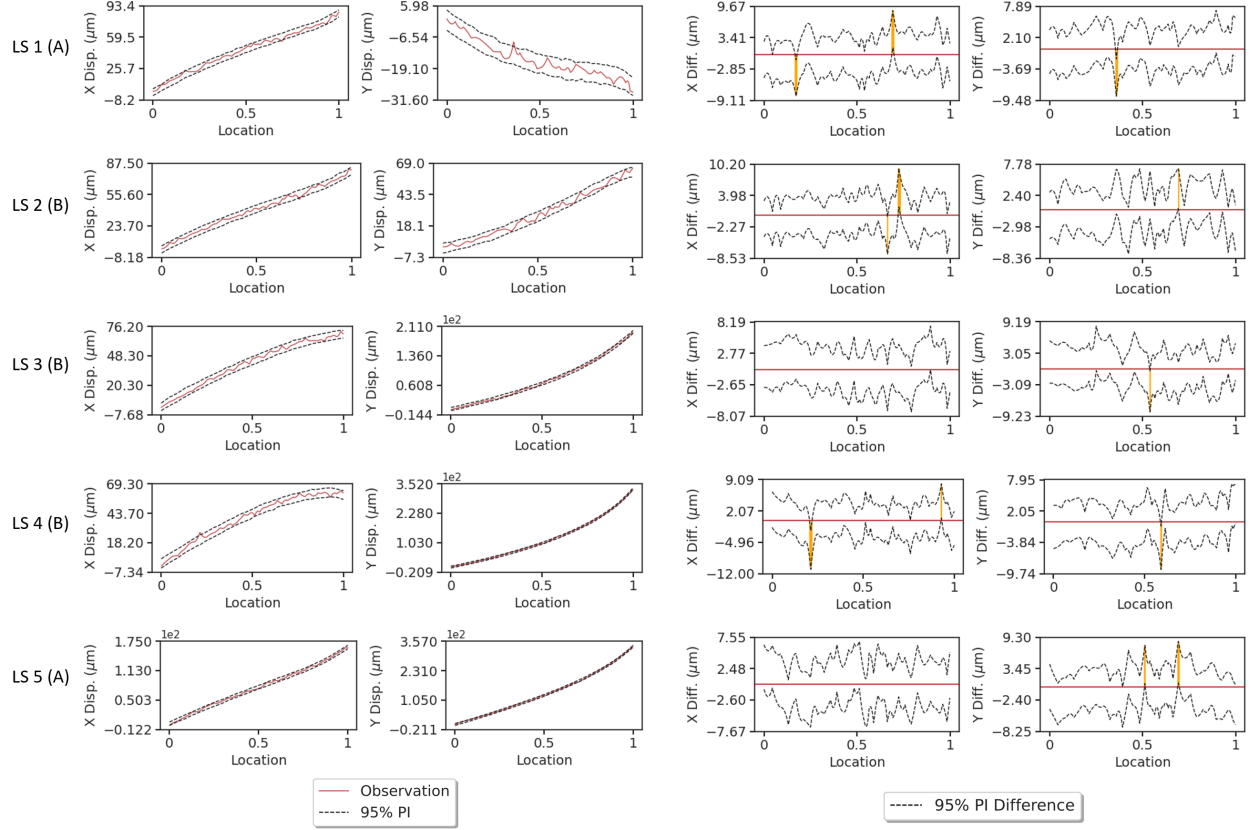 LS 1 (A)
X Disp. (μm)
93.4
59.5
25.7
−8.2
0
0.5
1
Location
Y Disp. (μm)
5.98
−6.54
−19.10
−31.60
0
0.5
1
Location
X Diff. (μm)
9.67
3.41
−2.85
−9.11
0
0.5
1
Location
Y Diff. (μm)
7.89
2.10
−3.69
−9.48
0
0.5
1
Location
LS 2 (B)
X Disp. (μm)
87.50
55.60
23.70
−8.18
0
0.5
1
Location
Y Disp. (μm)
69.0
43.5
18.1
−7.3
0
0.5
1
Location
X Diff. (μm)
10.20
3.98
−2.27
−8.53
0
0.5
1
Location
Y Diff. (μm)
7.78
2.40
−2.98
−8.36
0
0.5
1
Location
LS 3 (B)
X Disp. (μm)
76.20
48.30
20.30
−7.68
0
0.5
1
Location
Y Disp. (μm)
1e2
2.110
1.360
0.608
−0.144
0
0.5
1
Location
X Diff. (μm)
8.19
2.77
−2.65
−8.07
0
0.5
1
Location
Y Diff. (μm)
9.19
3.05
−3.09
−9.23
0
0.5
1
Location
LS 4 (B)
X Disp. (μm)
69.30
43.70
18.20
−7.34
0
0.5
1
Location
Y Disp. (μm)
1e2
3.520
2.280
1.030
−0.209
0
0.5
1
Location
X Diff. (μm)
9.09
2.07
−4.96
−12.00
0
0.5
1
Location
Y Diff. (μm)
7.95
2.05
−3.84
−9.74
0
0.5
1
Location
LS 5 (A)
X Disp. (μm)
1e2
1.750
1.130
0.503
−0.122
0
0.5
1
Location
Y Disp. (μm)
1e2
3.570
2.310
1.050
−0.211
0
0.5
1
Location
X Diff. (μm)
7.55
2.48
−2.60
−7.67
0
0.5
1
Location
Y Diff. (μm)
9.30
3.45
−2.40
−8.25
0
0.5
1
Location
Observation
95% PI
95% PI Difference